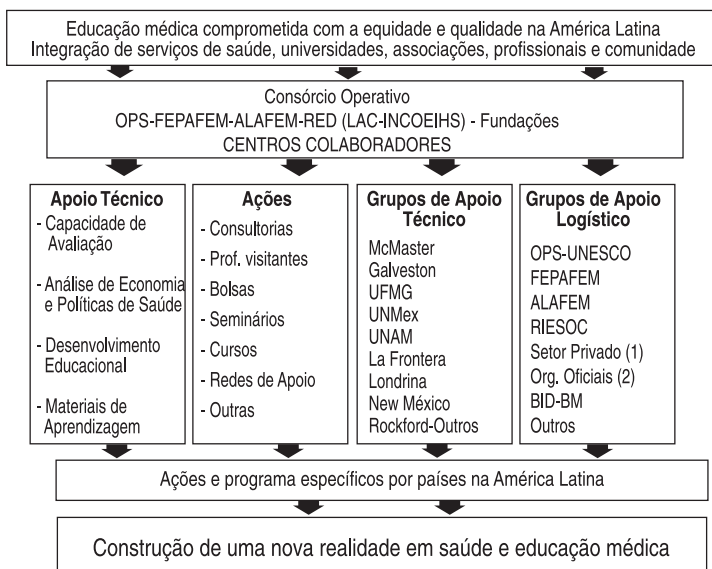 Educação médica comprometida com a equidade e qualidade na América Latina
Integração de serviços de saúde, universidades, associações, profissionais e comunidade
Consórcio Operativo
OPS-FEPAFEM-ALAFEM-RED (LAC-INCOEIHS) - Fundações
CENTROS COLABORADORES
Apoio Técnico
- Capacidade de
Avaliação
- Análise de Economia
e Políticas de Saúde
- Desenvolvimento
Educacional
- Materiais de
Aprendizagem
Ações
- Consultorias
- Prof. visitantes
- Bolsas
- Seminários
- Cursos
- Redes de Apoio
- Outras
Grupos de Apoio
Técnico
McMaster
Galveston
UFMG
UNMex
UNAM
La Frontera
Londrina
New México
Rockford-Outros
Grupos de Apoio
Logístico
OPS-UNESCO
FEPAFEM
ALAFEM
RIESOC
Setor Privado (1)
Org. Oficiais (2)
BID-BM
Outros
Ações e programa específicos por países na América Latina
Construção de uma nova realidade em saúde e educação médica